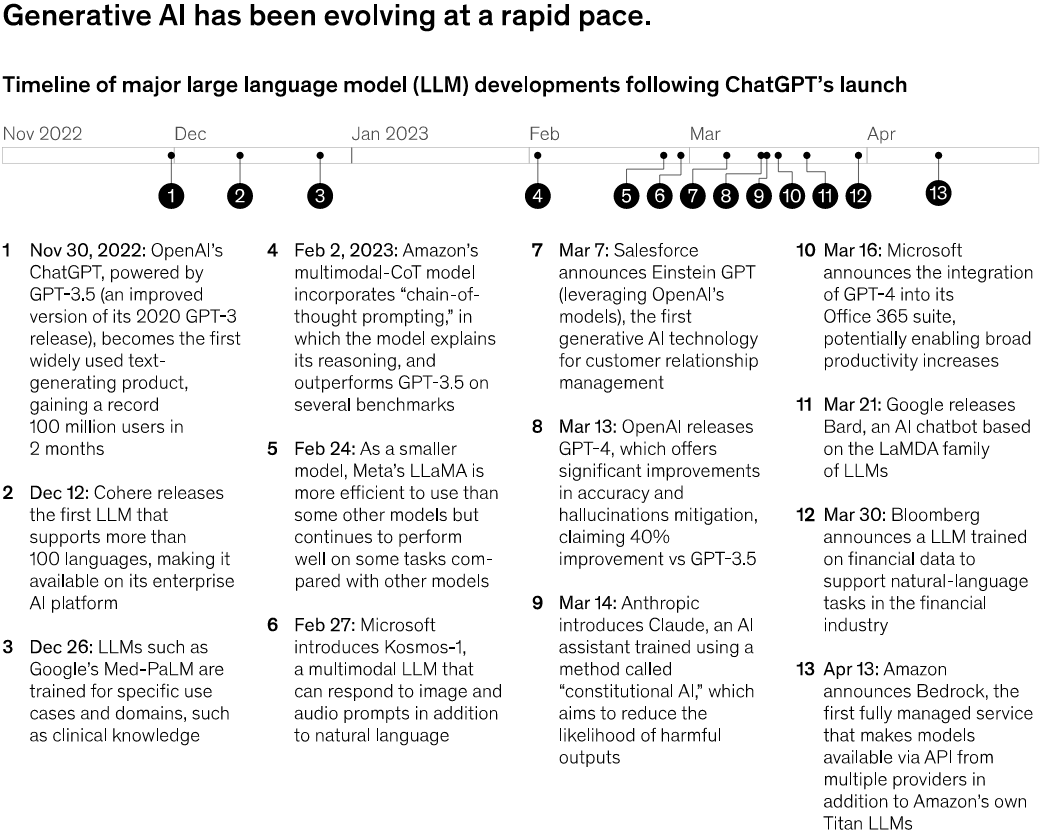 Generative AI has been evolving at a rapid pace.
Timeline of major large language model (LLM) developments following ChatGPT's launch
Nov 2022
Dec
Jan 2023
Feb
Mar
Apr
1
2
3
4
5
6
7
8
9
10
11
12
13
1 Nov 30, 2022: OpenAI's
ChatGPT, powered by
GPT-3.5 (an improved
version of its 2020 GPT-3
release), becomes the first
widely used text-
generating product,
gaining a record
100 million users in
2 months
2 Dec 12: Cohere releases
the first LLM that
supports more than
100 languages, making it
available on its enterprise
AI platform
3 Dec 26: LLMs such as
Google's Med-PaLM are
trained for specific use
cases and domains, such
as clinical knowledge
4 Feb 2, 2023: Amazon's
multimodal-CoT model
incorporates “chain-of-
thought prompting,” in
which the model explains
its reasoning, and
outperforms GPT-3.5 on
several benchmarks
5 Feb 24: As a smaller
model, Meta's LLaMA is
more efficient to use than
some other models but
continues to perform
well on some tasks com-
pared with other models
6 Feb 27: Microsoft
introduces Kosmos-1,
a multimodal LLM that
can respond to image and
audio prompts in addition
to natural language
7 Mar 7: Salesforce
announces Einstein GPT
(leveraging OpenAI's
models), the first
generative AI technology
for customer relationship
management
8 Mar 13: OpenAI releases
GPT-4, which offers
significant improvements
in accuracy and
hallucinations mitigation,
claiming 40%
improvement vs GPT-3.5
9 Mar 14: Anthropic
introduces Claude, an AI
assistant trained using a
method called
“constitutional AI,” which
aims to reduce the
likelihood of harmful
outputs
10 Mar 16: Microsoft
announces the integration
of GPT-4 into its
Office 365 suite,
potentially enabling broad
productivity increases
11 Mar 21: Google releases
Bard, an AI chatbot based
on the LaMDA family
of LLMs
12 Mar 30: Bloomberg
announces a LLM trained
on financial data to
support natural-language
tasks in the financial
industry
13 Apr 13: Amazon
announces Bedrock, the
first fully managed service
that makes models
available via API from
multiple providers in
addition to Amazon's own
Titan LLMs